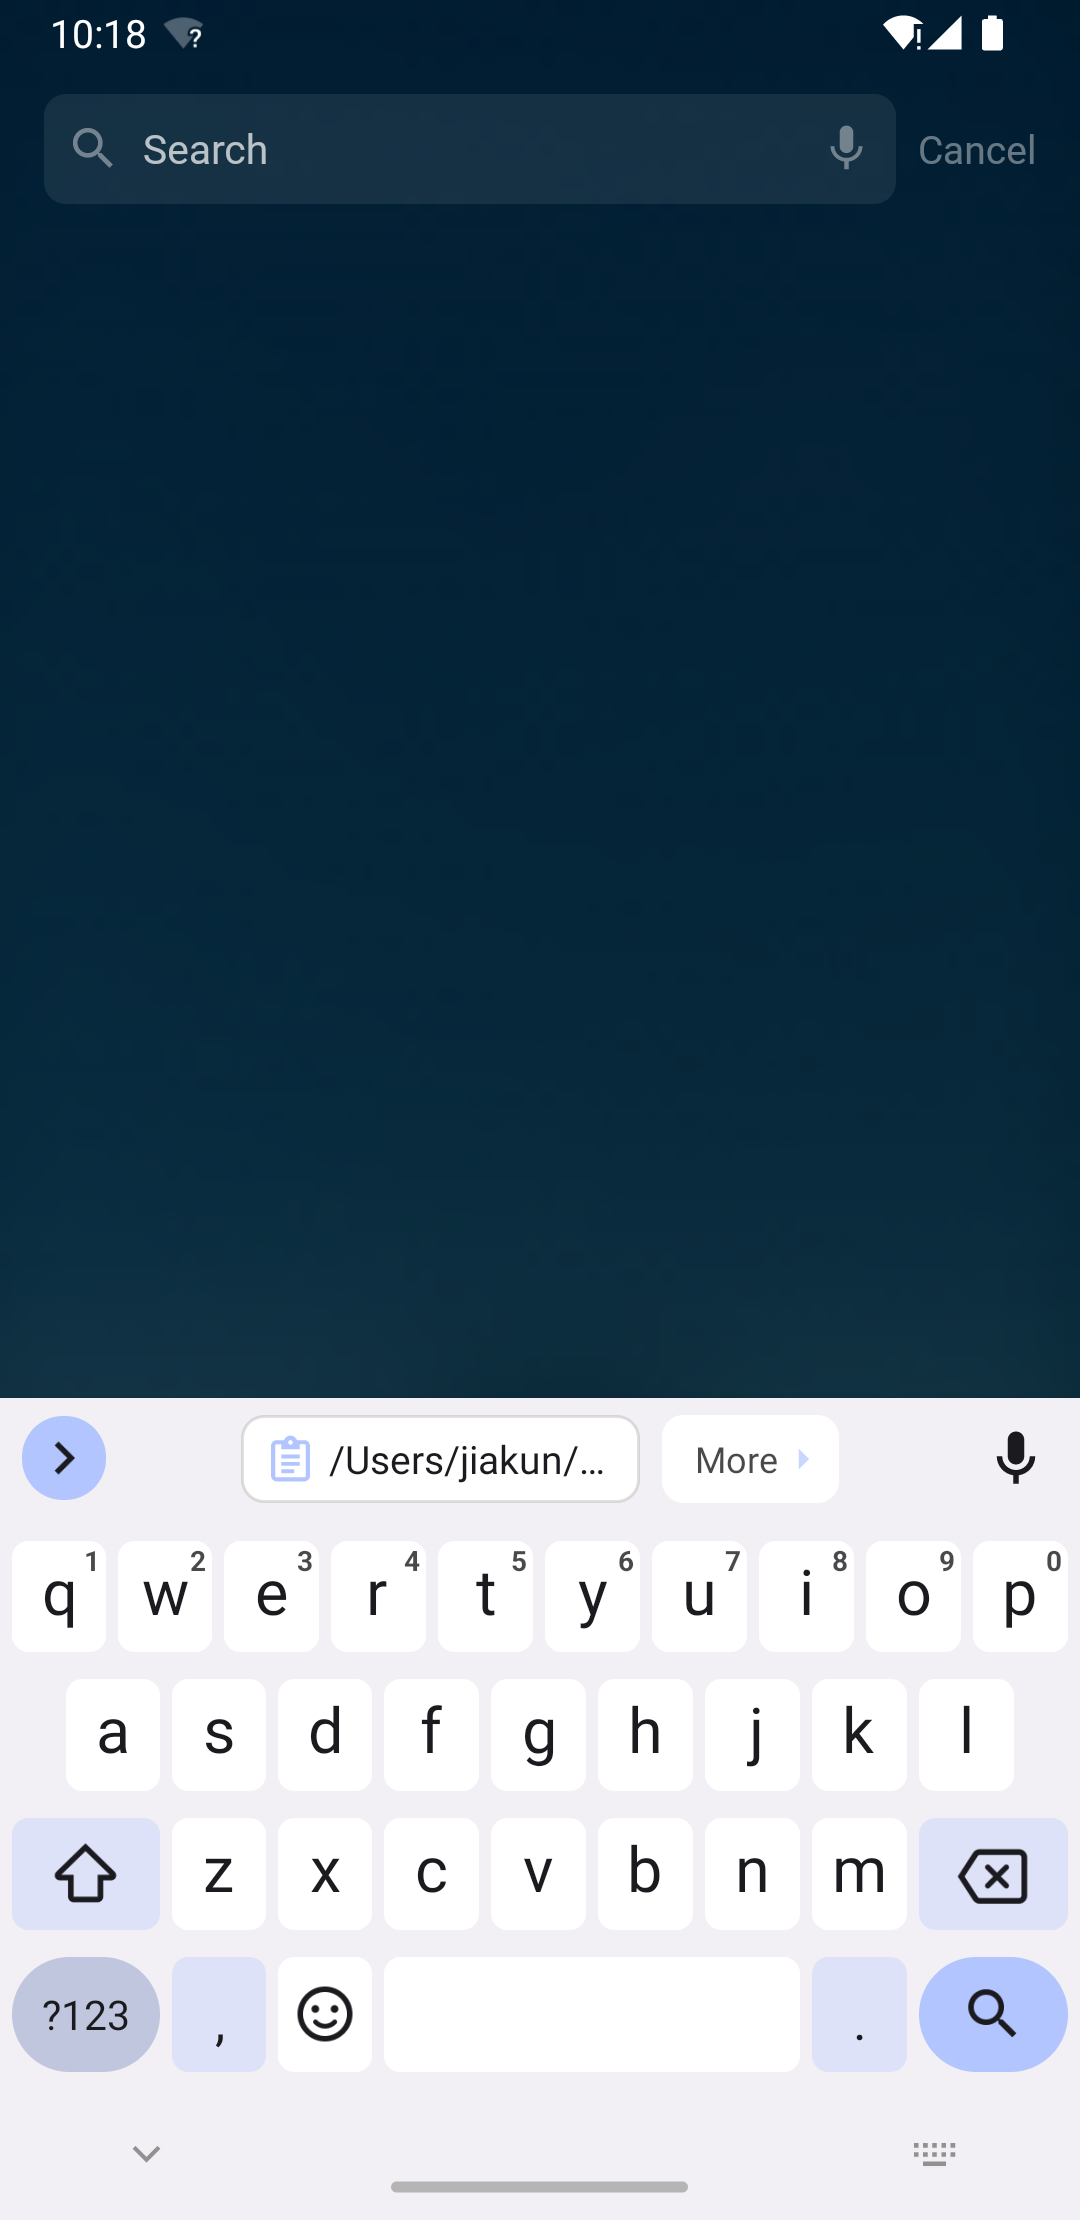 10:18
Search
Cancel
/Users/jiakun/...
More
q 1 w 2 e 3 r 4 t 5 y 6 u 7 i 8 o 9 p 0
a s d f g h j k l
z x c v b n m
?123 , .